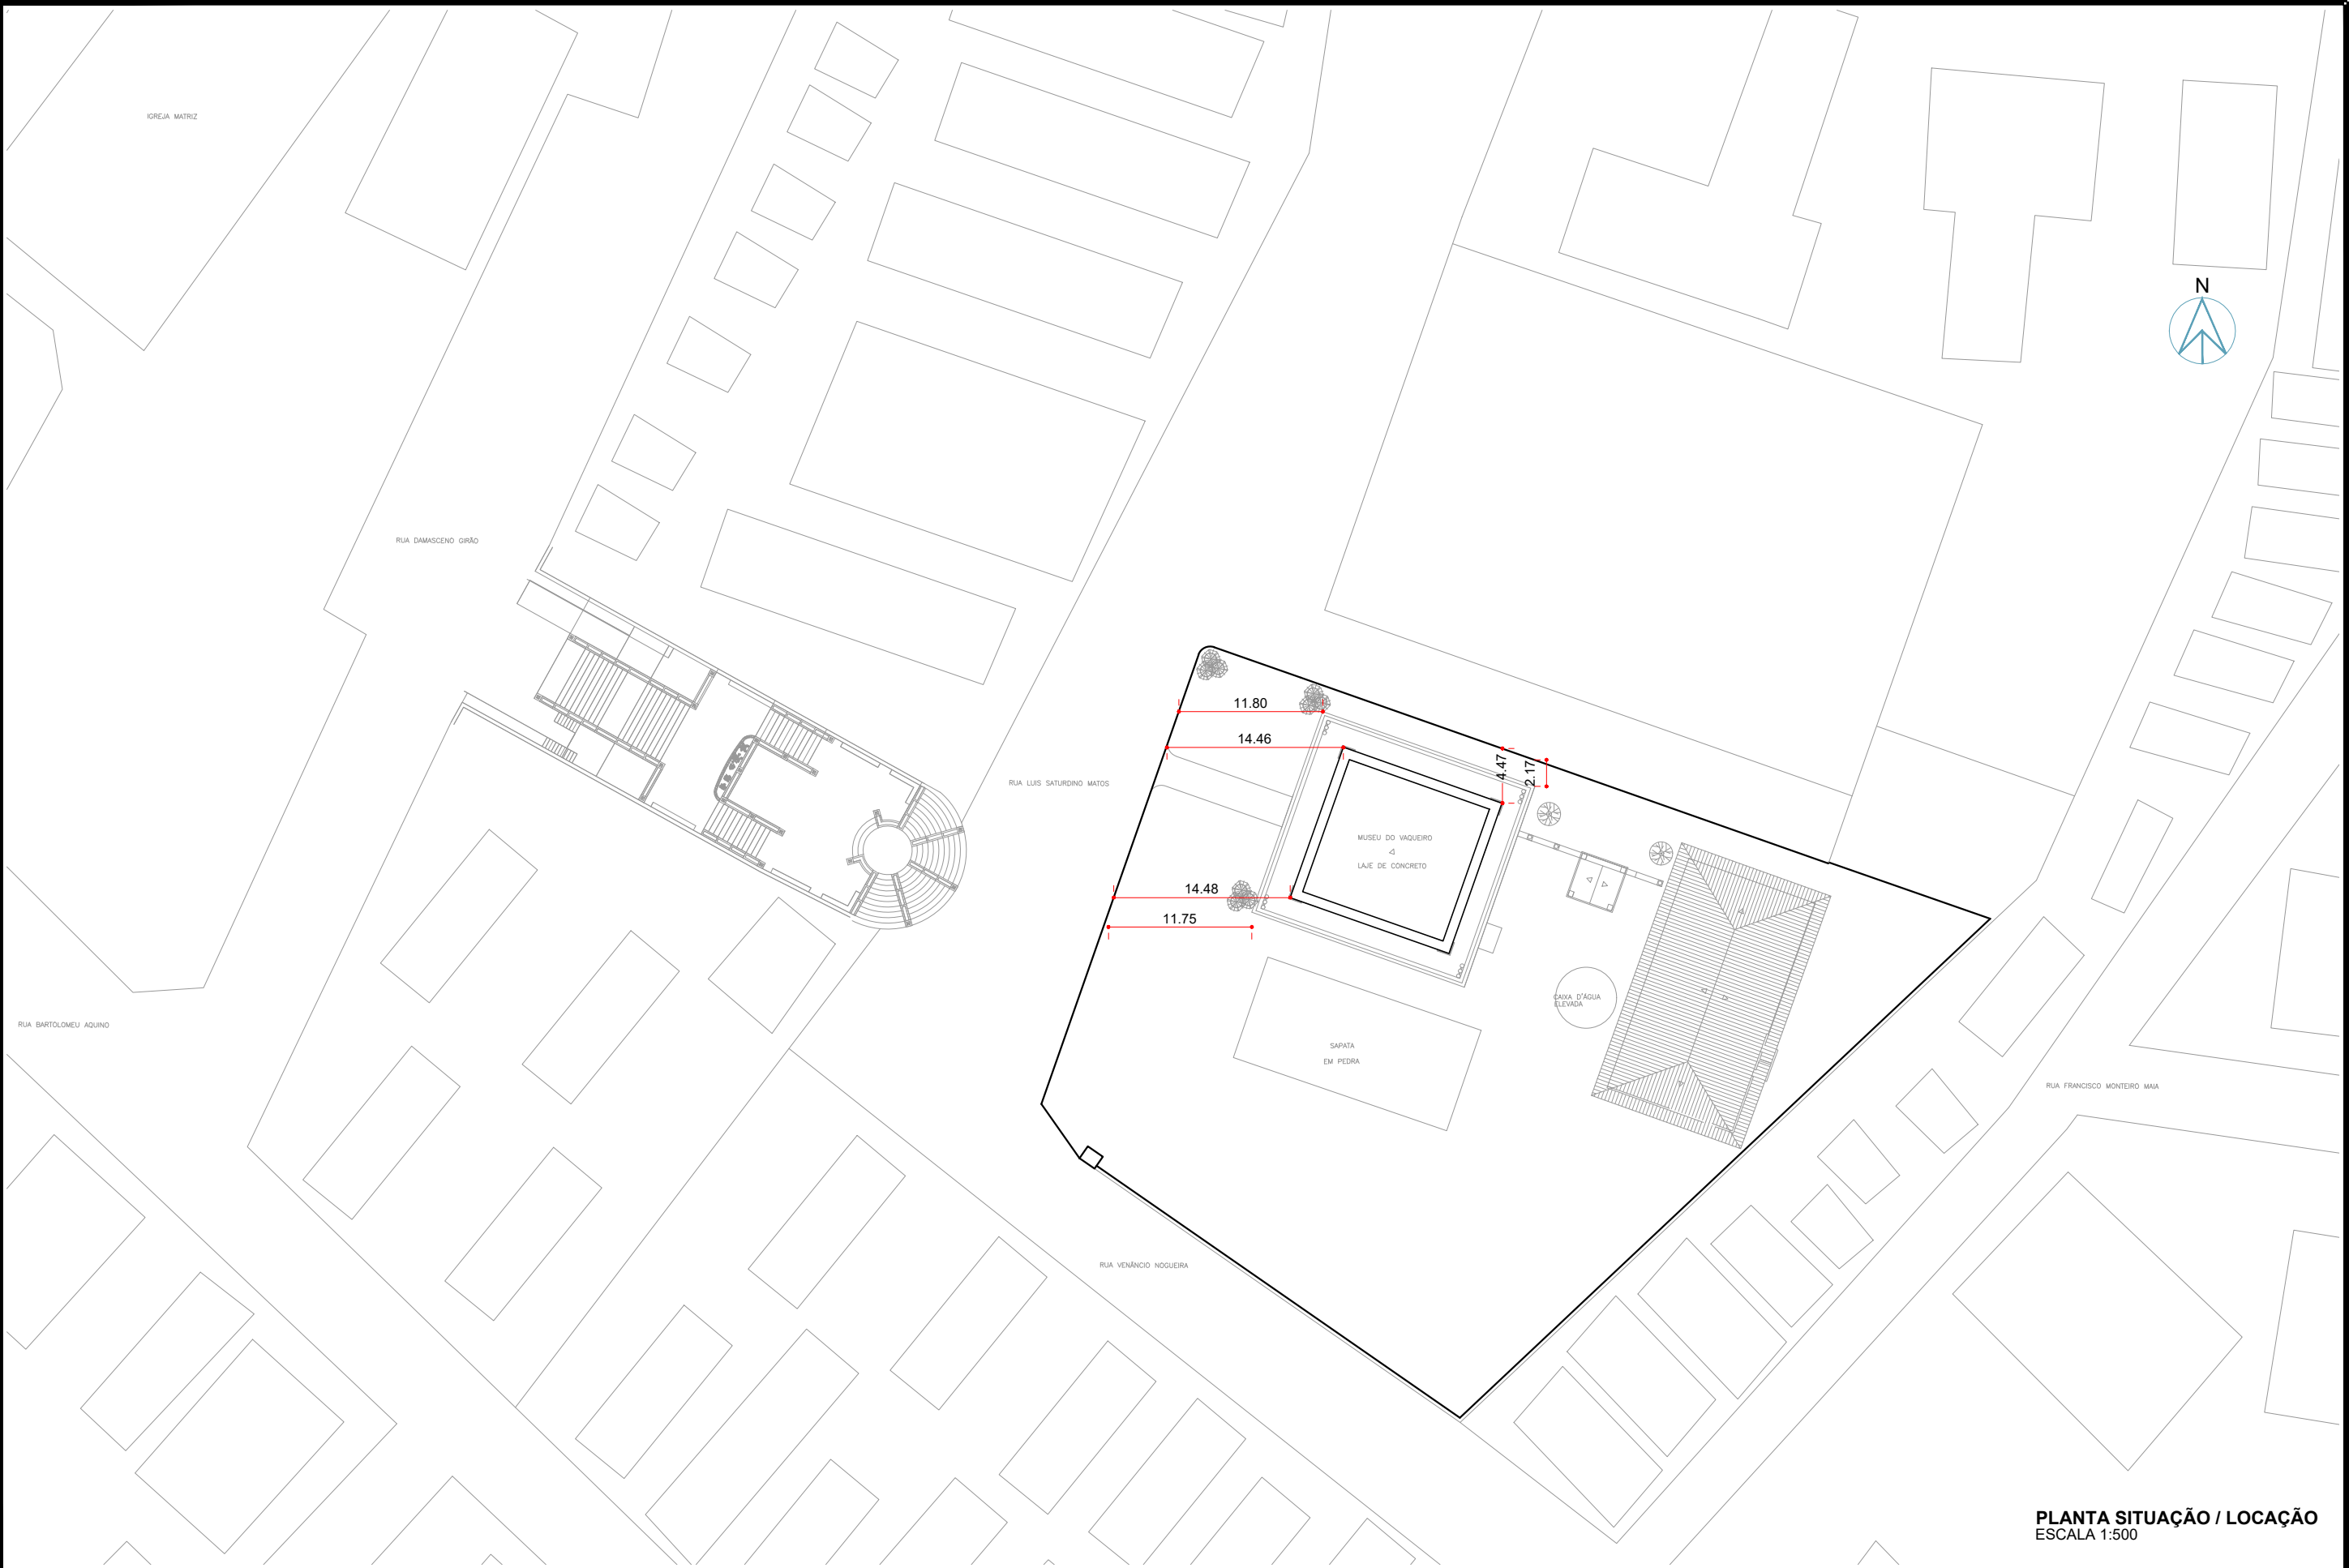 IGREJA MATRIZ
N
RUA DAMASCEND GIRÃO
11.80
14.46
4.47
2.17
RUA LUIS SATURDINO MATOS
MUSEU DO VAQUEIRO
LAJE DE CONCRETO
14.48
11.75
CAIXA D'ÁGUA
ELEVADA
RUA BARTOLOMEU AQUINO
SAPATA
EM PEDRA
RUA FRANCISCO MONTEIRO MAIA
RUA VENÂNCIO NOGUEIRA
PLANTA SITUAÇÃO / LOCAÇÃO
ESCALA 1:500